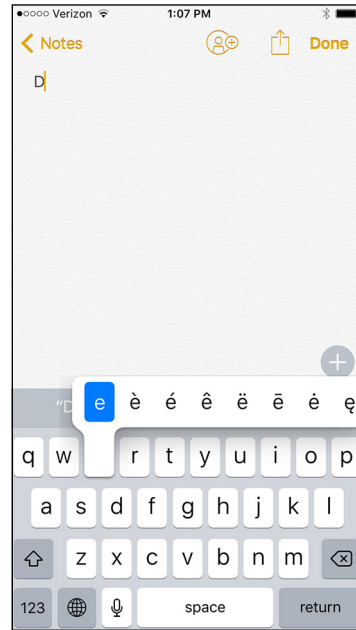 Verizon 1:07 PM
Notes Done
D
"D
e è é ê ë ē ė ę
q w r t y u i o p
a s d f g h j k l
z x c v b n m
123 space return